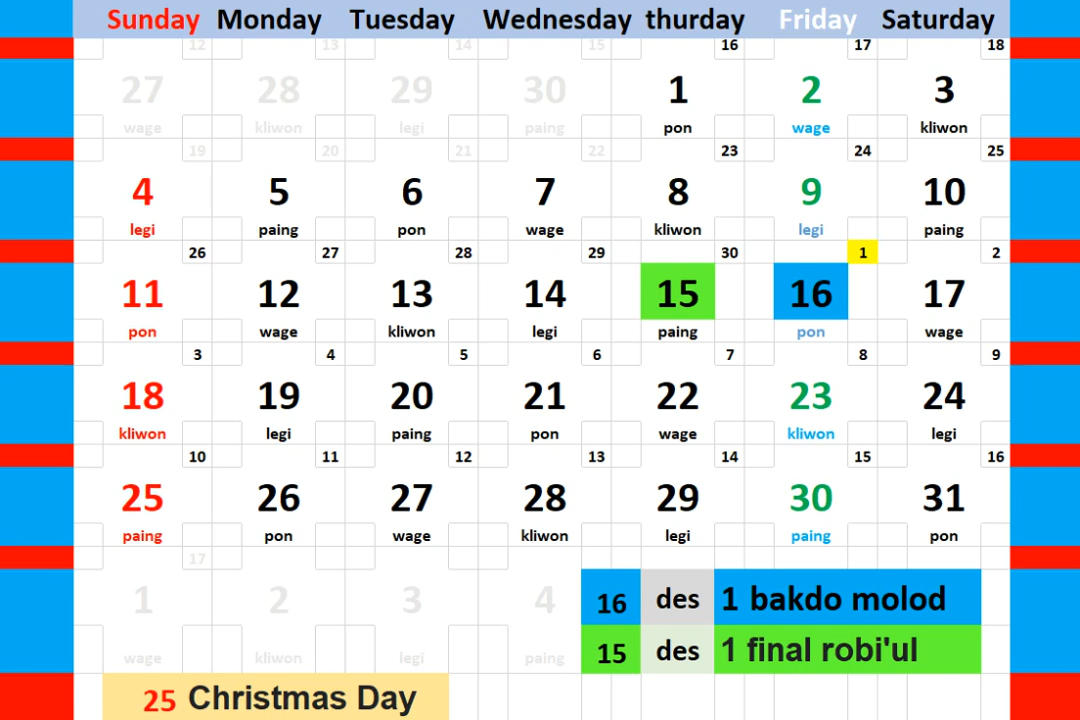 Sunday Monday Tuesday Wednesday thurday Friday Saturday
12 13 14 15 16 17 18
27 28 29 30 1 2 3
wage kliwon legi paing pon wage kliwon
19 20 21 22 23 24 25
4 5 6 7 8 9 10
legi paing pon wage kliwon legi paing
26 27 28 29 30 1 2
11 12 13 14 15 16 17
pon wage kliwon legi paing pon wage
3 4 5 6 7 8 9
18 19 20 21 22 23 24
kliwon legi paing pon wage kliwon legi
10 11 12 13 14 15 16
25 26 27 28 29 30 31
paing pon wage kliwon legi paing pon
17
1 2 3 4
wage kliwon legi paing
16 des 1 bakdo molod
15 des 1 final robi'ul
25 Christmas Day